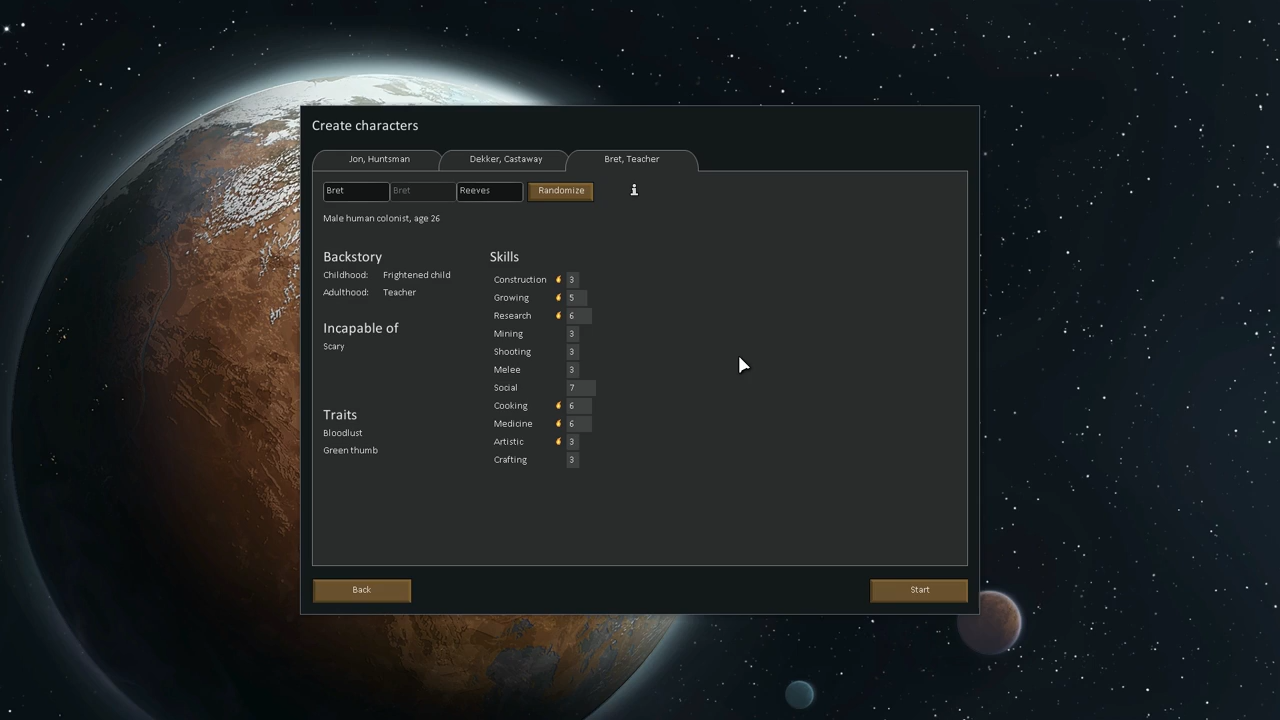 Create characters
Jon, Huntsman
Dekker, Castaway
Bret, Teacher
Bret
Bret
Reeves
Randomize
Male human colonist, age 26
Backstory
Childhood: Frightened child
Adulthood: Teacher
Incapable of
Scary
Traits
Bloodlust
Green thumb
Skills
Construction 3
Growing 5
Research 6
Mining 3
Shooting 3
Melee 3
Social 7
Cooking 6
Medicine 6
Artistic 3
Crafting 3
Back
Start